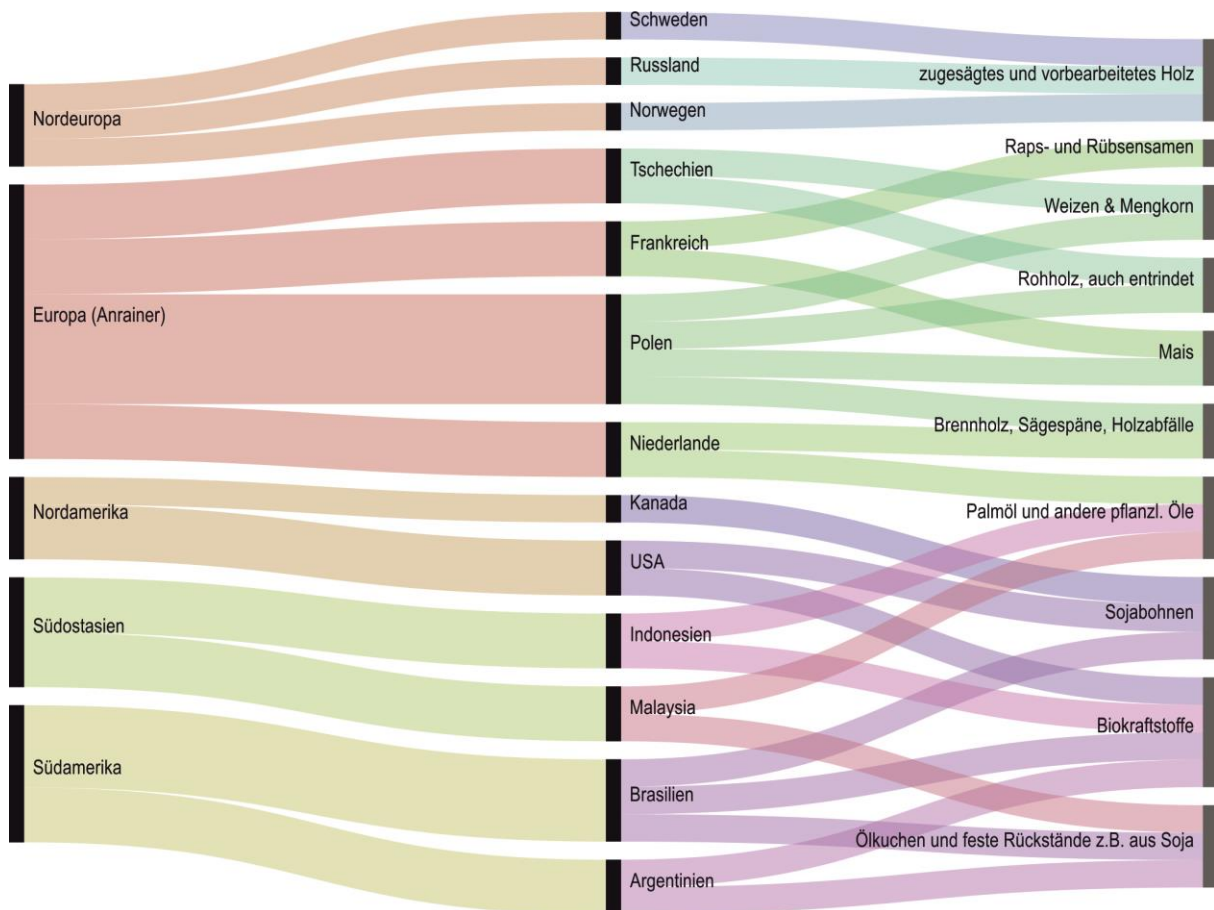 Nordeuropa
Europa (Anrainer)
Nordamerika
Südostasien
Südamerika
Schweden
Russland
Norwegen
Tschechien
Frankreich
Polen
Niederlande
Kanada
USA
Indonesien
Malaysia
Brasilien
Argentinien
zugesägtes und vorbearbeitetes Holz
Raps- und Rübsensamen
Weizen & Mengkorn
Rohholz, auch entrindet
Mais
Brennholz, Sägespäne, Holzabfälle
Palmöl und andere pflanzl. Öle
Sojabohnen
Biokraftstoffe
Ölkuchen und feste Rückstände z.B. aus Soja